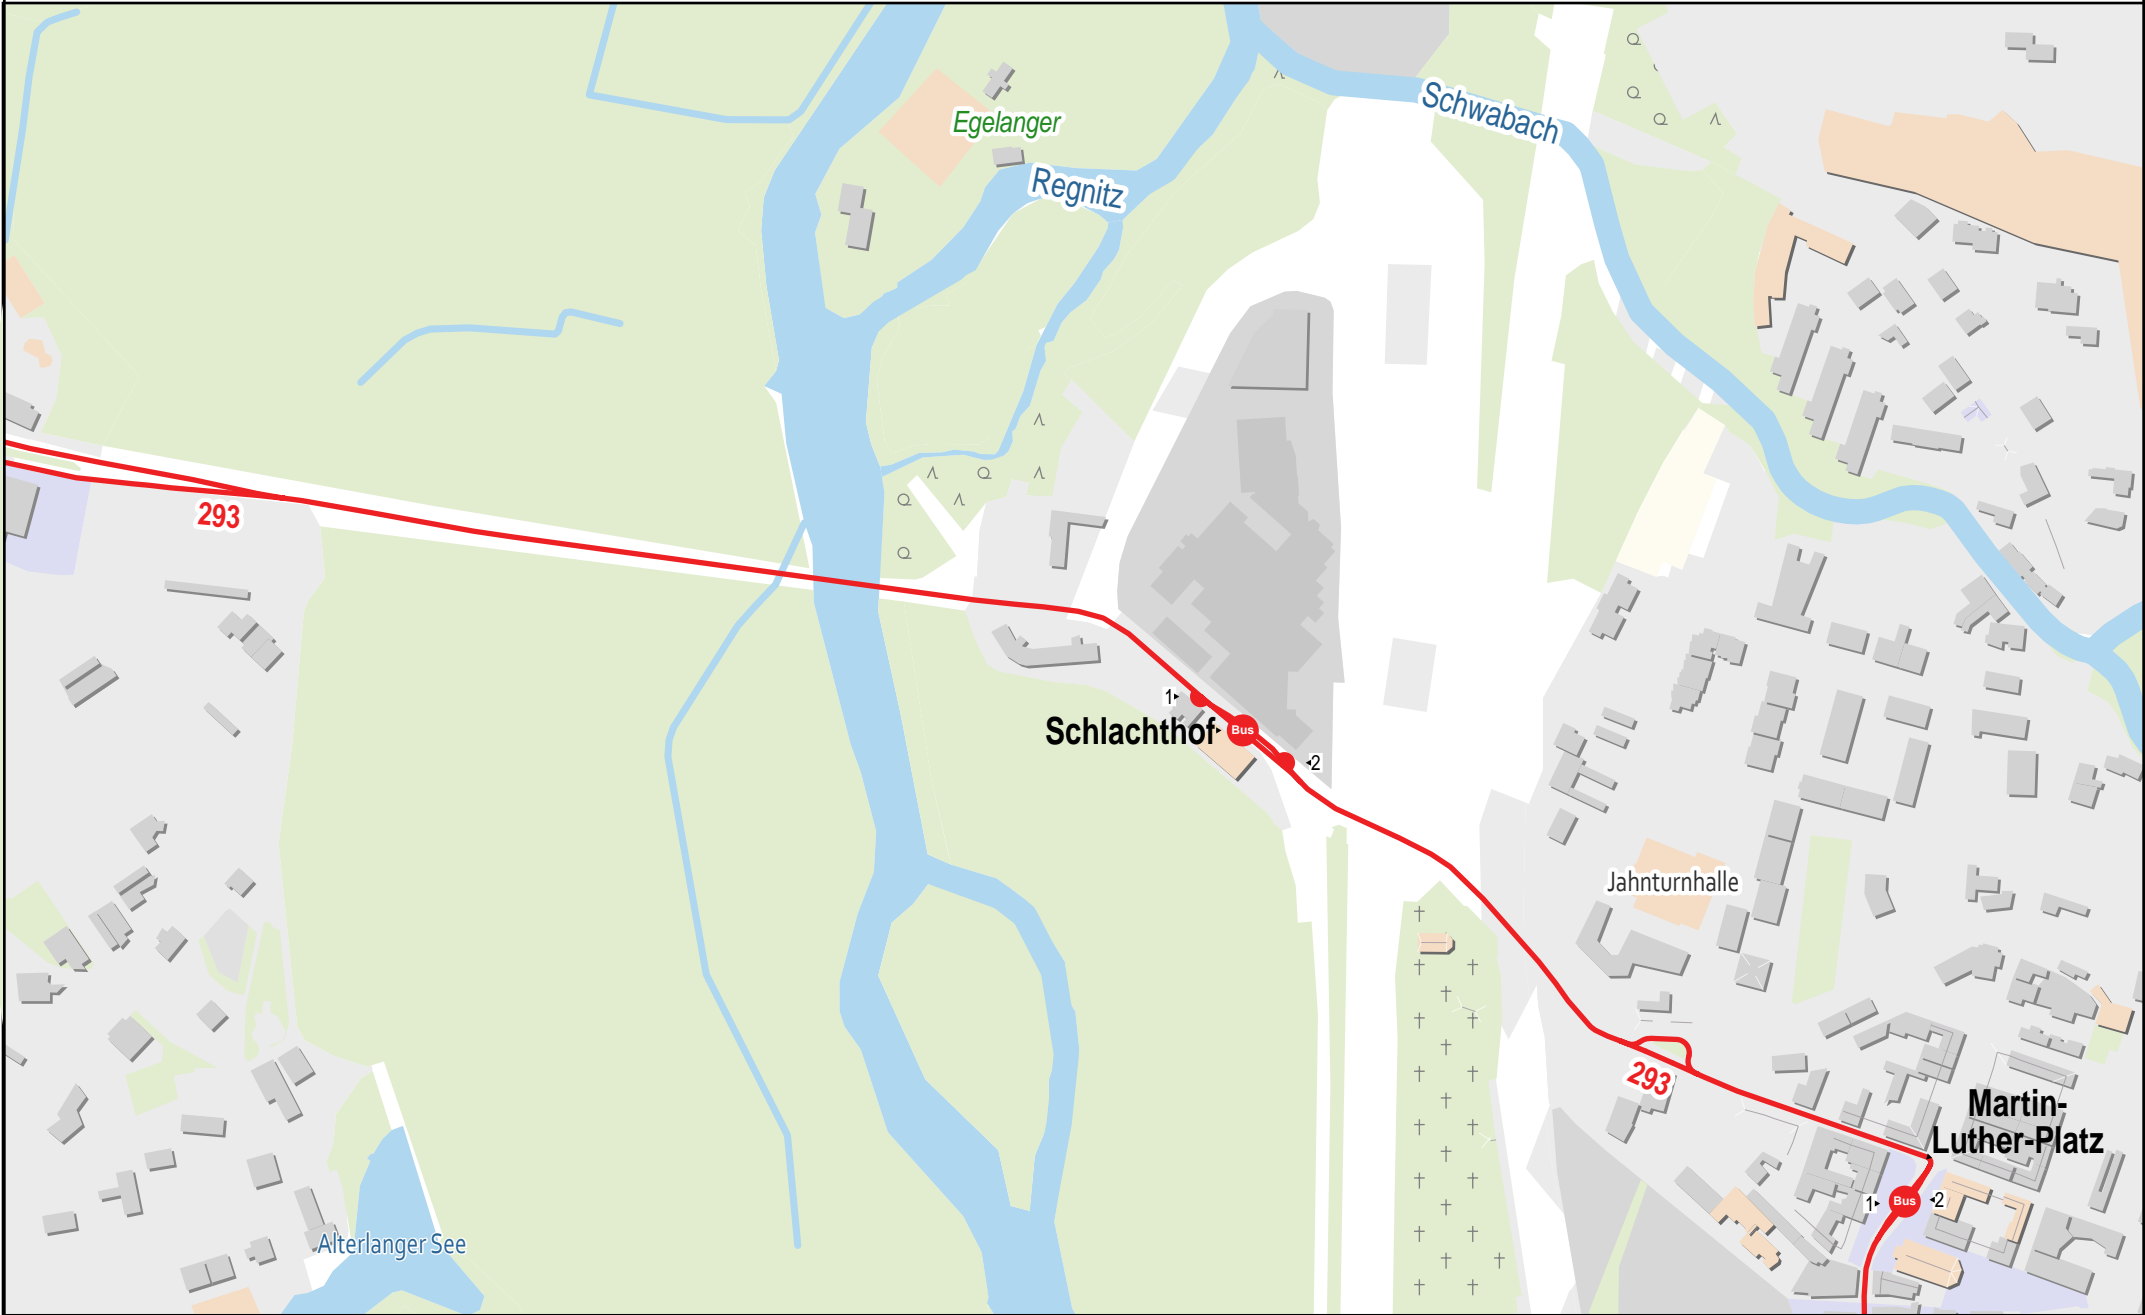 Schwabach
Egelanger
Regnitz
293
1
Schlachthof
Bus
2
Jahnturnhalle
293
Martin-
Luther-Platz
1
Bus
2
Alterlanger See